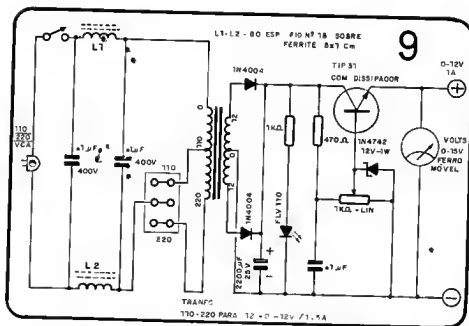 L1-L2-80 ESP FIO Nº 18 SOBRE
FERRITE 8x1 Cm
9
L1
1N4004
TIP 31
COM DISSIPADOR
0-12V
1A
110
220
VCA
.1µF
400V
.1µF
400V
0
110
220
12
0
12
110
220
1KΩ
470Ω
1N4742
12V-1W
VOLTS
0-15V
FERRO
MÓVEL
1N4004
FLV 110
1KΩ-LIN
2200µF
25V
.1µF
L2
TRANFO
110-220 PARA 12-0-12V /1.5A